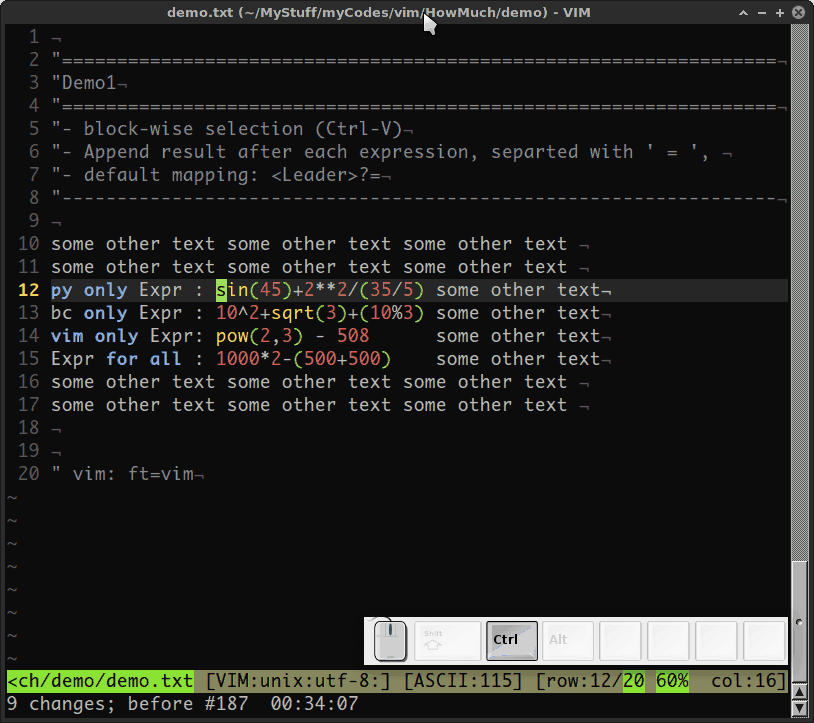 demo.txt (~/MyStuff/myCodes/vim/HowMuch/demo) - VIM
1 ¬
2 "=================================================================¬
3 "Demo1¬
4 "=================================================================¬
5 "- block-wise selection (Ctrl-V)¬
6 "- Append result after each expression, separted with ' = ', ¬
7 "- default mapping: <Leader>?=¬
8 "-----------------------------------------------------------------¬
9 ¬
10 some other text some other text some other text ¬
11 some other text some other text some other text ¬
12 py only Expr : sin(45)+2**2/(35/5) some other text¬
13 bc only Expr : 10^2+sqrt(3)+(10%3) some other text¬
14 vim only Expr: pow(2,3) - 508      some other text¬
15 Expr for all : 1000*2-(500+500)    some other text¬
16 some other text some other text some other text ¬
17 some other text some other text some other text ¬
18 ¬
19 ¬
20 " vim: ft=vim¬
~
~
~
~
~
~
~
~
Shift
Ctrl
Alt
<ch/demo/demo.txt [VIM:unix:utf-8:] [ASCII:115] [row:12/20 60%  col:16]
9 changes; before #187  00:34:07